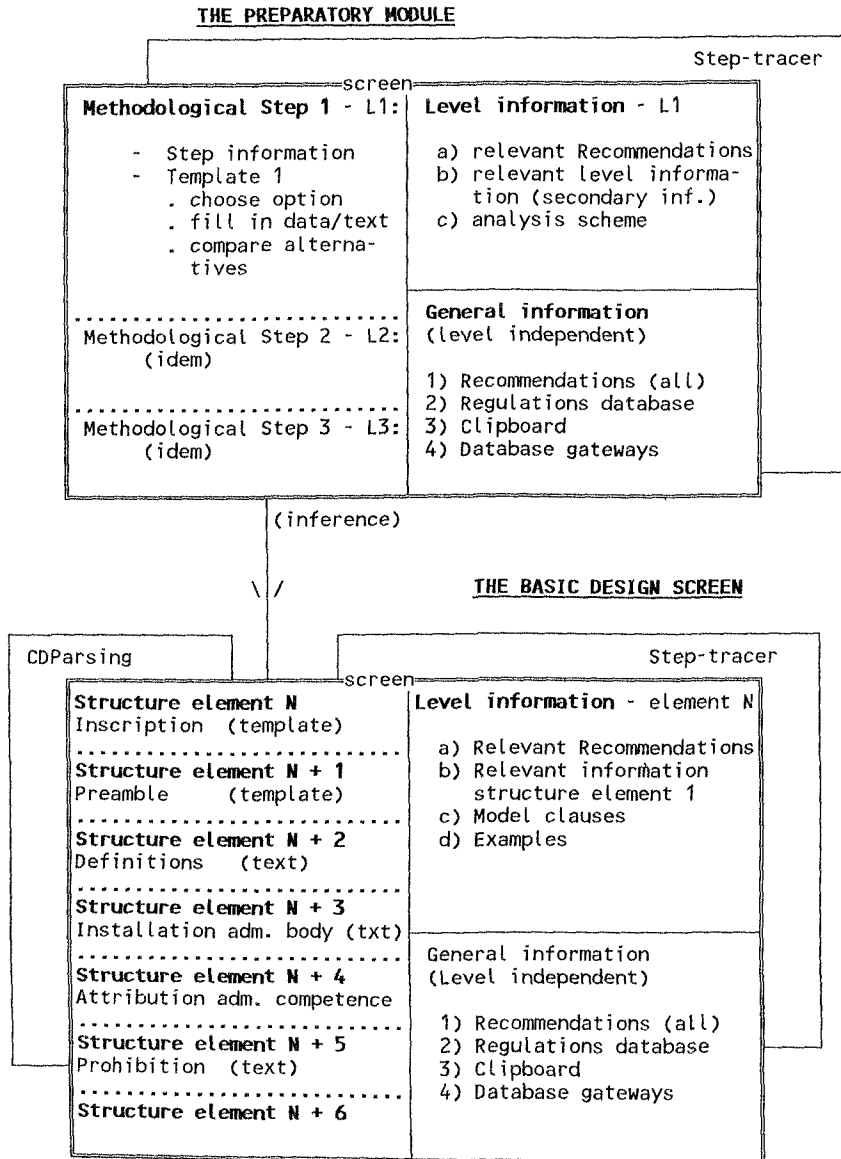 THE PREPARATORY MODULE
Step-tracer
screen
Methodological Step 1 - L1:
- Step information
- Template 1
. choose option
. fill in data/text
. compare alterna-
tives
Methodological Step 2 - L2:
(idem)
Methodological Step 3 - L3:
(idem)
Level information - L1
a) relevant Recommendations
b) relevant level informa-
tion (secondary inf.)
c) analysis scheme
General information
(level independent)
1) Recommendations (all)
2) Regulations database
3) Clipboard
4) Database gateways
(inference)
THE BASIC DESIGN SCREEN
CDParsing
Step-tracer
screen
Structure element N
Inscription (template)
Structure element N + 1
Preamble (template)
Structure element N + 2
Definitions (text)
Structure element N + 3
Installation adm. body (txt)
Structure element N + 4
Attribution adm. competence
Structure element N + 5
Prohibition (text)
Structure element N + 6
Level information - element N
a) Relevant Recommendations
b) Relevant information
structure element 1
c) Model clauses
d) Examples
General information
(Level independent)
1) Recommendations (all)
2) Regulations database
3) Clipboard
4) Database gateways